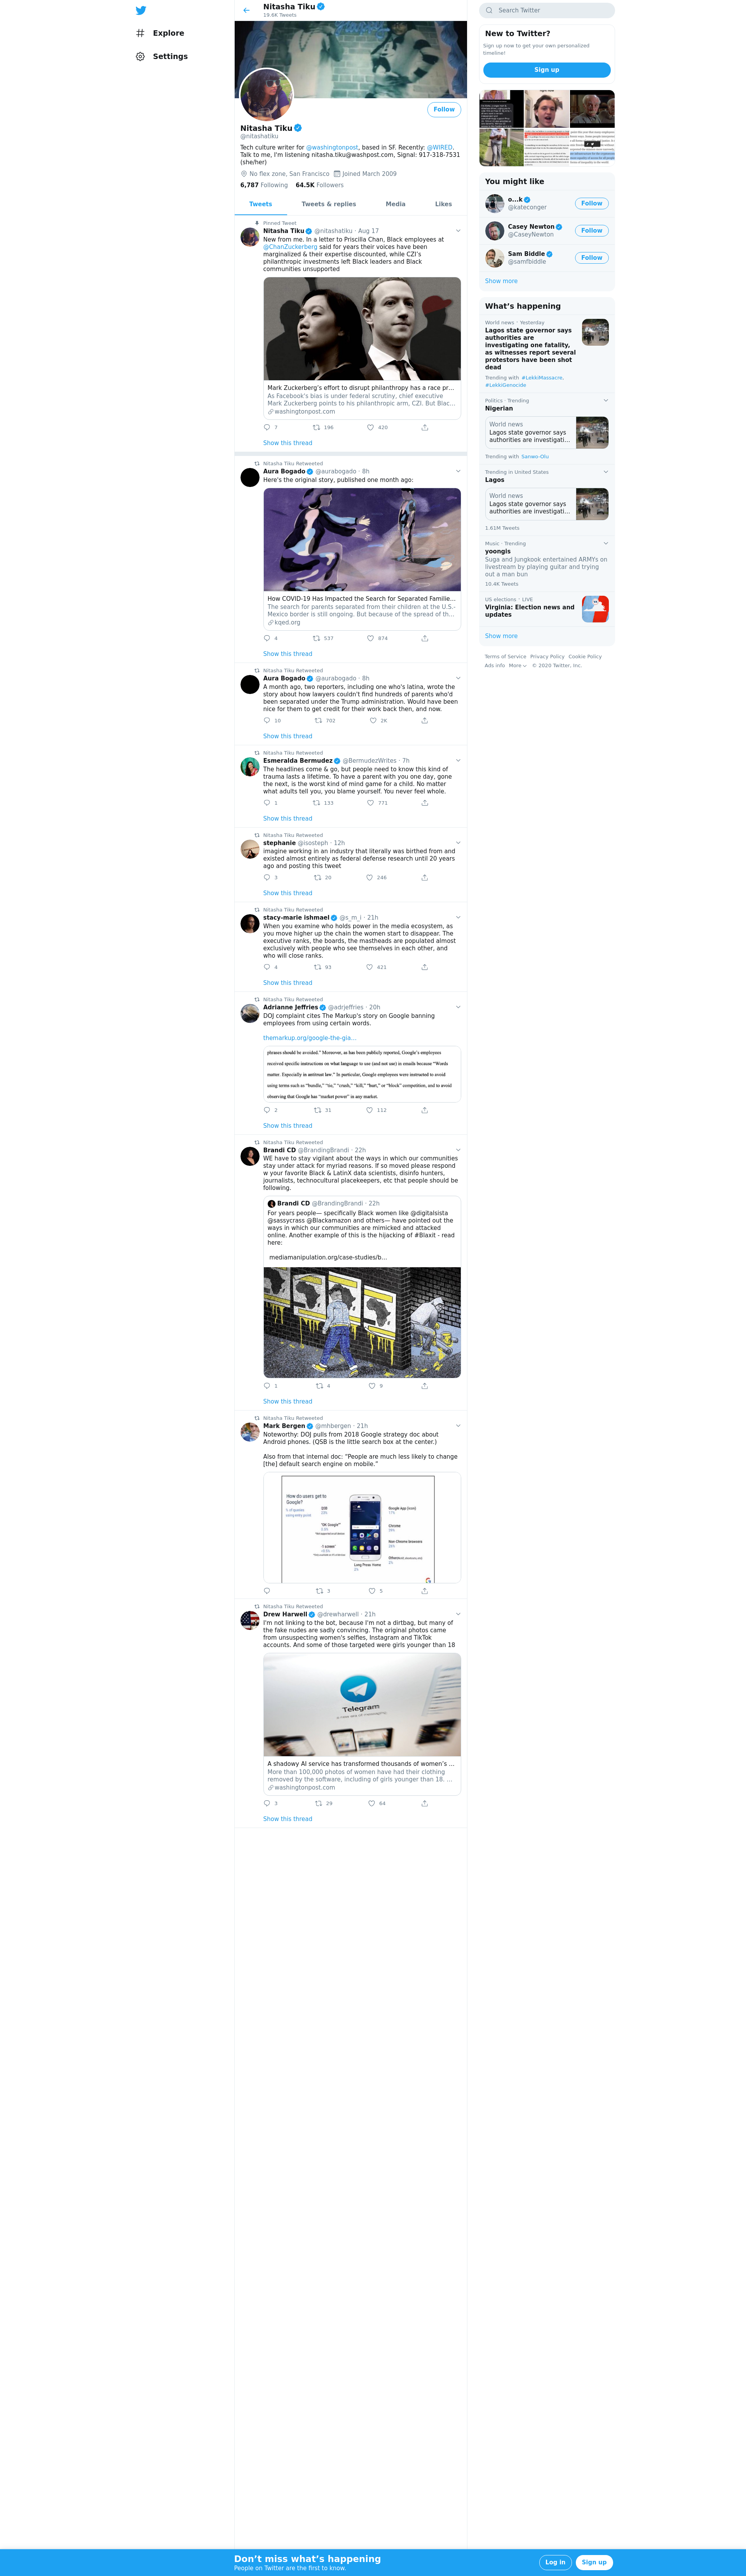 Explore
Settings
Nitasha Tiku
19.6K Tweets
Follow
Nitasha Tiku
@nitashatiku
Tech culture writer for @washingtonpost, based in SF. Recently: @WIRED.
Talk to me, I'm listening nitasha.tiku@washpost.com, Signal: 917-318-7531
(she/her)
No flex zone, San Francisco Joined March 2009
6,787 Following 64.5K Followers
Tweets Tweets & replies Media Likes
Pinned Tweet
Nitasha Tiku @nitashatiku · Aug 17
New from me. In a letter to Priscilla Chan, Black employees at
@ChanZuckerberg said for years their voices have been
marginalized & their expertise discounted, while CZI's
philanthropic investments left Black leaders and Black
communities unsupported
Mark Zuckerberg's effort to disrupt philanthropy has a race pr...
As Facebook's bias is under federal scrutiny, chief executive
Mark Zuckerberg points to his philanthropic arm, CZI. But Blac...
washingtonpost.com
7 196 420
Show this thread
Nitasha Tiku Retweeted
Aura Bogado @aurabogado · 8h
Here's the original story, published one month ago:
How COVID-19 Has Impacted the Search for Separated Familie...
The search for parents separated from their children at the U.S.-
Mexico border is still ongoing. But because of the spread of th...
kqed.org
4 537 874
Show this thread
Nitasha Tiku Retweeted
Aura Bogado @aurabogado · 8h
A month ago, two reporters, including one who's latina, wrote the
story about how lawyers couldn't find hundreds of parents who'd
been separated under the Trump administration. Would have been
nice for them to get credit for their work back then, and now.
10 702 2K
Show this thread
Nitasha Tiku Retweeted
Esmeralda Bermudez @BermudezWrites · 7h
The headlines come & go, but people need to know this kind of
trauma lasts a lifetime. To have a parent with you one day, gone
the next, is the worst kind of mind game for a child. No matter
what adults tell you, you blame yourself. You never feel whole.
1 133 771
Show this thread
Nitasha Tiku Retweeted
stephanie @isosteph · 12h
imagine working in an industry that literally was birthed from and
existed almost entirely as federal defense research until 20 years
ago and posting this tweet
3 20 246
Show this thread
Nitasha Tiku Retweeted
stacy-marie ishmael @s_m_i · 21h
When you examine who holds power in the media ecosystem, as
you move higher up the chain the women start to disappear. The
executive ranks, the boards, the mastheads are populated almost
exclusively with people who see themselves in each other, and
who will close ranks.
4 93 421
Show this thread
Nitasha Tiku Retweeted
Adrianne Jeffries @adrjeffries · 20h
DOJ complaint cites The Markup's story on Google banning
employees from using certain words.
themarkup.org/google-the-gia...
phrases should be avoided." Moreover, as has been publicly reported, Google's employees
received specific instructions on what language to use (and not use) in emails because "Words
matter. Especially in antitrust law." In particular, Google employees were instructed to avoid
using terms such as "bundle," "tie," "crush," "kill," "hurt," or "block" competition, and to avoid
observing that Google has "market power" in any market.
2 31 112
Show this thread
Nitasha Tiku Retweeted
Brandi CD @BrandingBrandi · 22h
WE have to stay vigilant about the ways in which our communities
stay under attack for myriad reasons. if so moved please respond
w your favorite Black & LatinX data scientists, disinfo hunters,
journalists, technocultural placekeepers, etc that people should be
following.
Brandi CD @BrandingBrandi · 22h
For years people— specifically Black women like @digitalsista
@sassycrass @Blackamazon and others— have pointed out the
ways in which our communities are mimicked and attacked
online. Another example of this is the hijacking of #Blaxit - read
here:
mediamanipulation.org/case-studies/b...
1 4 9
Show this thread
Nitasha Tiku Retweeted
Mark Bergen @mhbergen · 21h
Noteworthy: DOJ pulls from 2018 Google strategy doc about
Android phones. (QSB is the little search box at the center.)
Also from that internal doc: "People are much less likely to change
[the] default search engine on mobile."
How do users get to
Google?
3 5
Nitasha Tiku Retweeted
Drew Harwell @drewharwell · 21h
I'm not linking to the bot, because I'm not a dirtbag, but many of
the fake nudes are sadly convincing. The original photos came
from unsuspecting women's selfies, Instagram and TikTok
accounts. And some of those targeted were girls younger than 18
Telegram
A shadowy AI service has transformed thousands of women's ...
More than 100,000 photos of women have had their clothing
removed by the software, including of girls younger than 18. ...
washingtonpost.com
3 29 64
Show this thread
Search Twitter
New to Twitter?
Sign up now to get your own personalized
timeline!
Sign up
You might like
o...k
@kateconger
Follow
Casey Newton
@CaseyNewton
Follow
Sam Biddle
@samfbiddle
Follow
Show more
What's happening
World news · Yesterday
Lagos state governor says
authorities are
investigating one fatality,
as witnesses report several
protestors have been shot
dead
Trending with #LekkiMassacre,
#LekkiGenocide
Politics · Trending
Nigerian
World news
Lagos state governor says
authorities are investigati...
Trending with Sanwo-Olu
Trending in United States
Lagos
World news
Lagos state governor says
authorities are investigati...
1.61M Tweets
Music · Trending
yoongis
Suga and Jungkook entertained ARMYs on
livestream by playing guitar and trying
out a man bun
10.4K Tweets
US elections · LIVE
Virginia: Election news and
updates
Show more
Terms of Service Privacy Policy Cookie Policy
Ads info More © 2020 Twitter, Inc.
Don't miss what's happening
People on Twitter are the first to know.
Log in Sign up